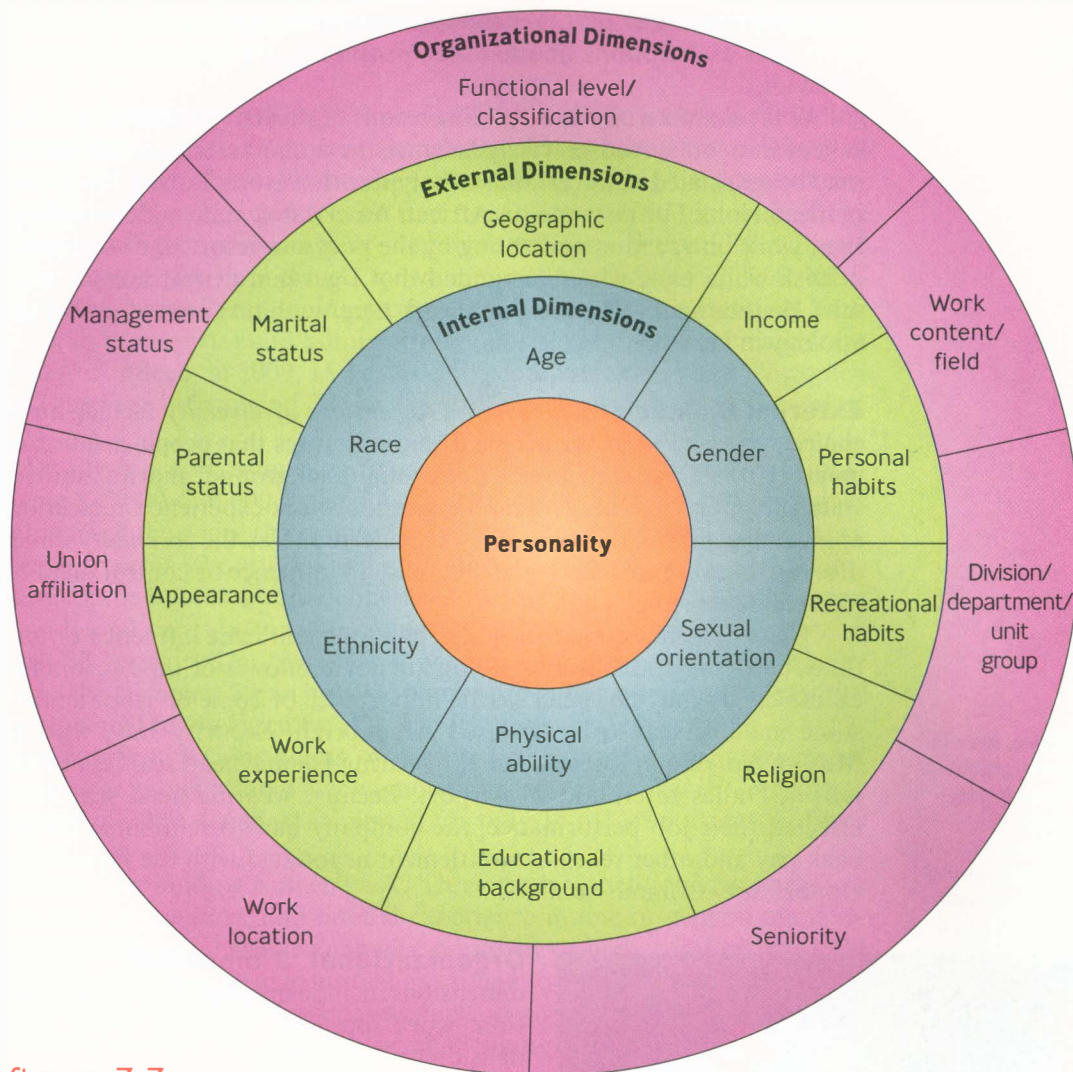 Organizational Dimensions
Functional level/
classification
External Dimensions
Geographic
location
Internal Dimensions
Age
Management
status
Marital
status
Income
Work
content/
field
Race
Gender
Parental
status
Personal
habits
Personality
Union
affiliation
Appearance
Ethnicity
Sexual
orientation
Recreational
habits
Division/
department/
unit
group
Physical
ability
Work
experience
Religion
Educational
background
Work
location
Seniority